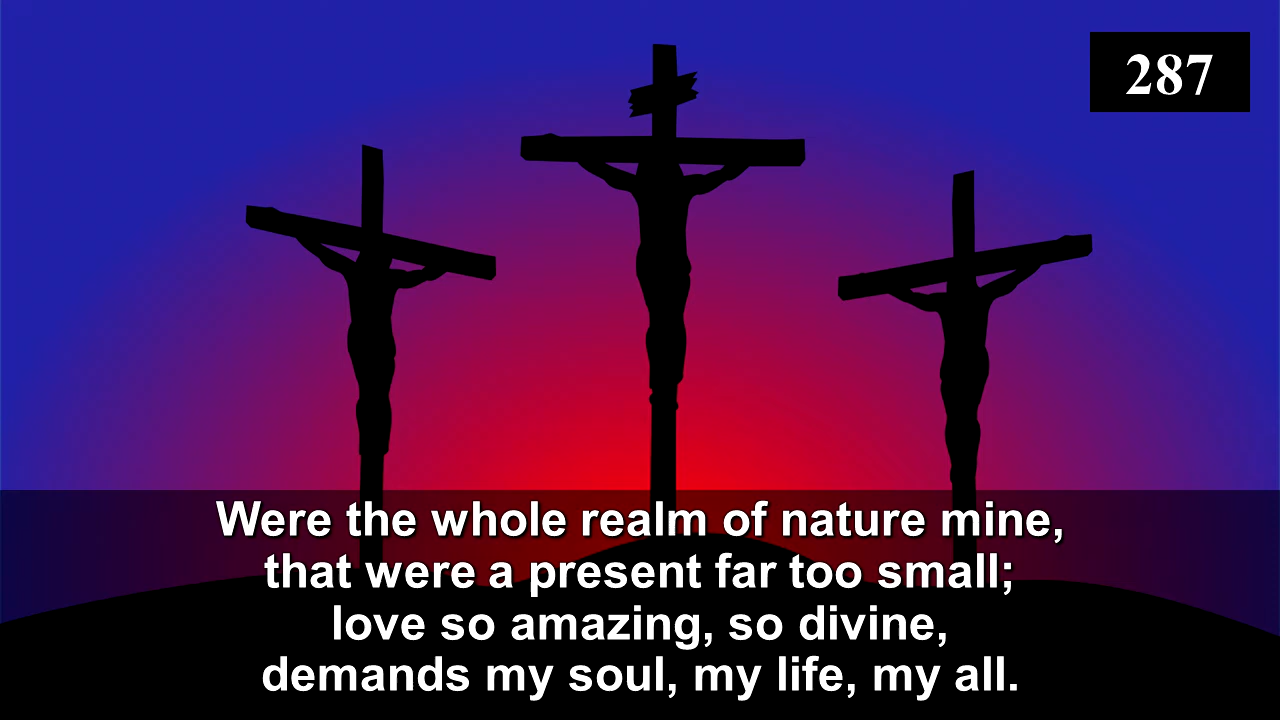 287
Were the whole realm of nature mine,
that were a present far too small;
love so amazing, so divine,
demands my soul, my life, my all.